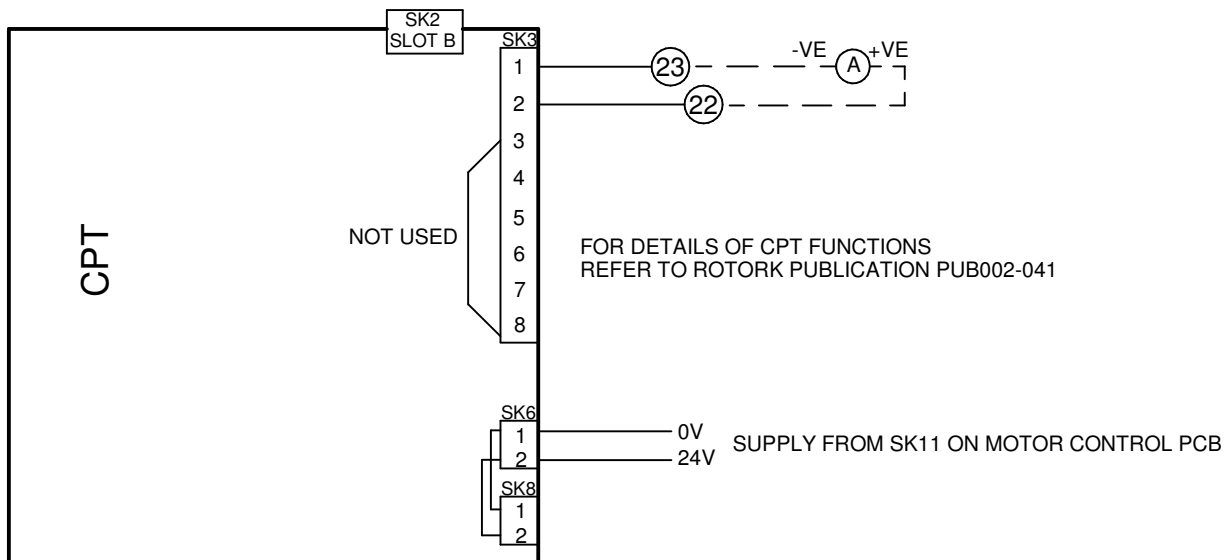 SK2
SLOT B
SK3
1
23
-VE
A
+VE
2
22
3
4
5
6
7
8
NOT USED
CPT
FOR DETAILS OF CPT FUNCTIONS
REFER TO ROTORK PUBLICATION PUB002-041
SK6
1
0V
2
24V
SUPPLY FROM SK11 ON MOTOR CONTROL PCB
SK8
1
2